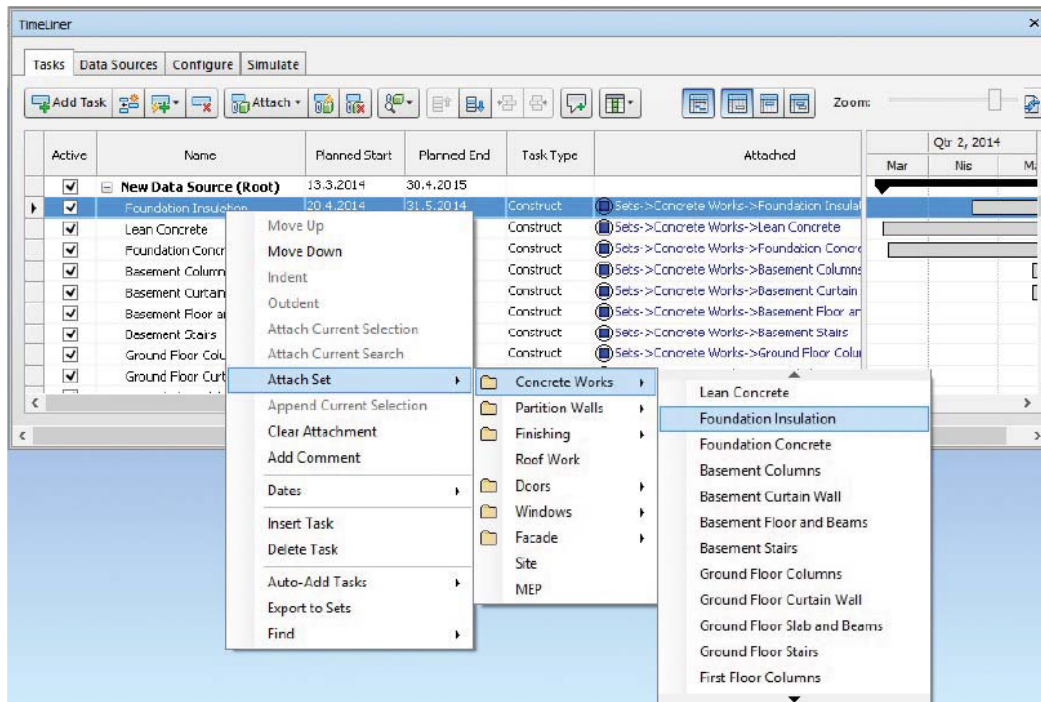 TimeLiner
Tasks Data Sources Configure Simulate
Add Task Attach Zoom:
Active Name Planned Start Planned End Task Type Attached Qtr 2, 2014
Mar Nis Ma
New Data Source (Root) 13.3.2014 30.4.2015
Foundation Insulation 20.4.2014 31.5.2014 Construct Sets->Concrete Works->Foundation Insulat
Lean Concrete Construct Sets->Concrete Works->Lean Concrete
Foundation Concr Construct Sets->Concrete Works->Foundation Concre
Basement Column Construct Sets->Concrete Works->Basement Columns
Basement Curtain Construct Sets->Concrete Works->Basement Curtain
Basement Floor an Construct Sets->Concrete Works->Basement Floor an
Basement Stairs Construct Sets->Concrete Works->Basement Stairs
Ground Floor Colu Construct Sets->Concrete Works->Ground Floor Colu
Ground Floor Curt
Move Up
Move Down
Indent
Outdent
Attach Current Selection
Attach Current Search
Attach Set
Append Current Selection
Clear Attachment
Add Comment
Dates
Insert Task
Delete Task
Auto-Add Tasks
Export to Sets
Find
Concrete Works
Partition Walls
Finishing
Roof Work
Doors
Windows
Facade
Site
MEP
Lean Concrete
Foundation Insulation
Foundation Concrete
Basement Columns
Basement Curtain Wall
Basement Floor and Beams
Basement Stairs
Ground Floor Columns
Ground Floor Curtain Wall
Ground Floor Slab and Beams
Ground Floor Stairs
First Floor Columns